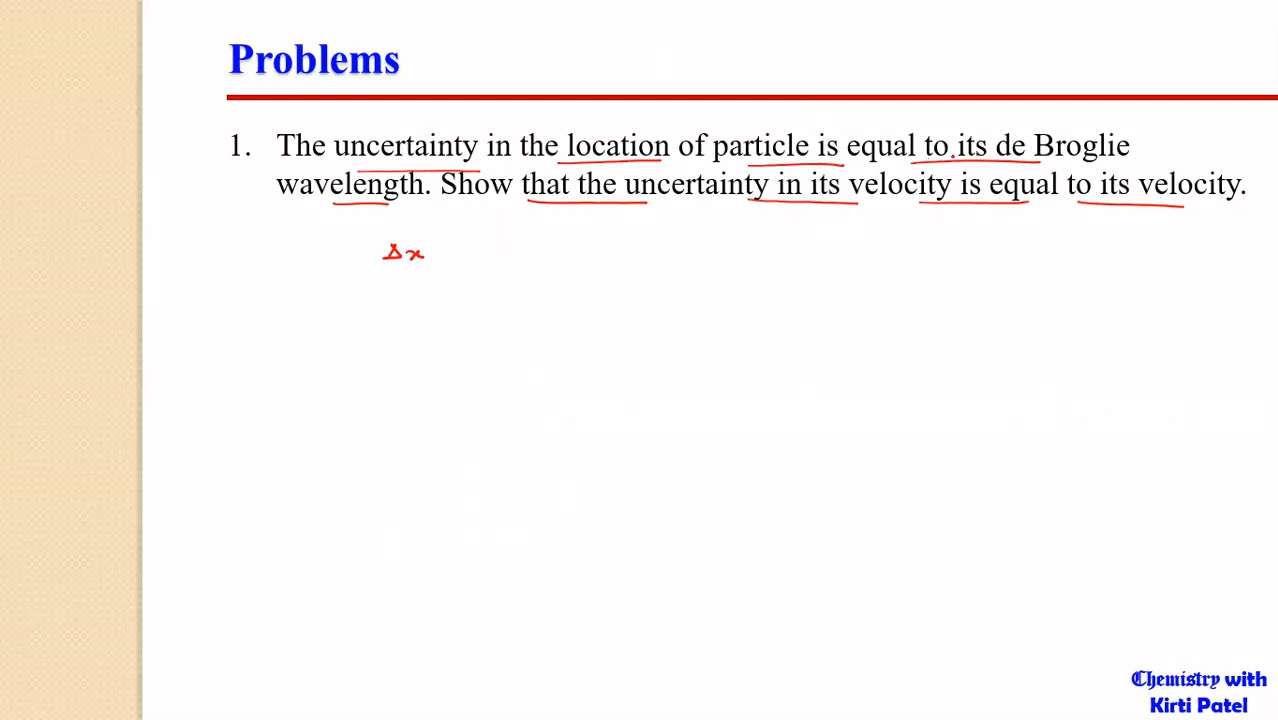 Problems
1. The uncertainty in the location of particle is equal to its de Broglie
wavelength. Show that the uncertainty in its velocity is equal to its velocity.
Δx
Chemistry with
Kirti Patel